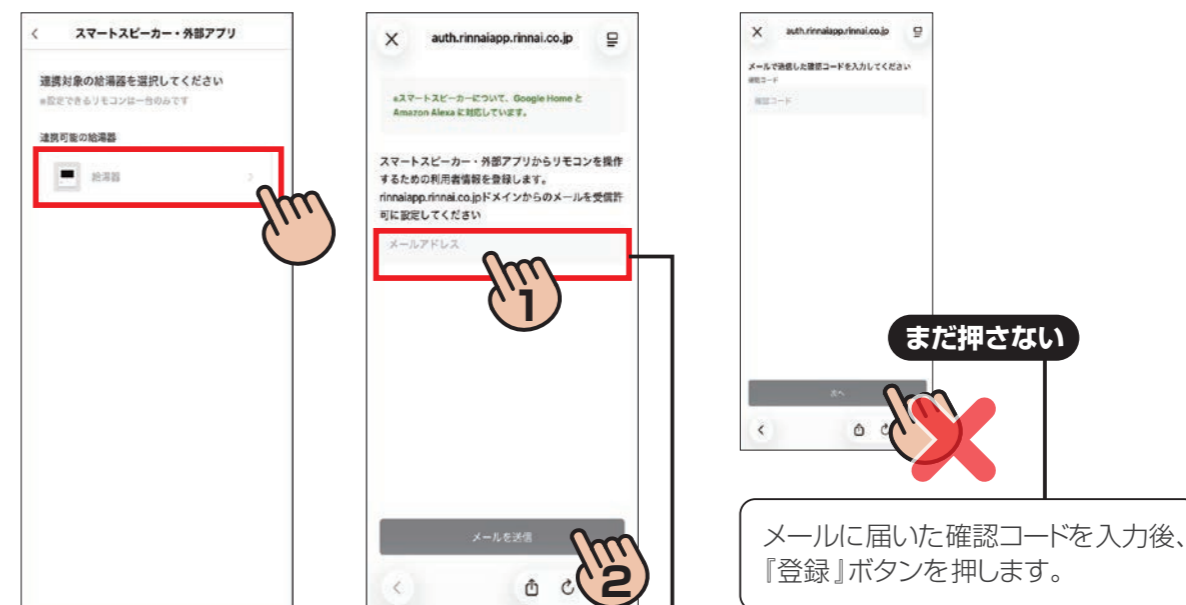 スマートスピーカー・外部アプリ
連携対象の給湯器を選択してください
※設定できるリモコンは一台のみです
連携可能の給湯器
給湯器
auth.rinnaiapp.rinnai.co.jp
※スマートスピーカーについて、Google Home と
Amazon Alexa に対応しています。
スマートスピーカー・外部アプリからリモコンを操作
するための利用者情報を登録します。
rinnaiapp.rinnai.co.jpドメインからのメールを受信許
可に設定してください
メールアドレス
1
メールを送信
2
auth.rinnaiapp.rinnai.co.jp
メールで送信した確認コードを入力してください
確認コード
確認コード
まだ押さない
次へ
メールに届いた確認コードを入力後、
『登録』ボタンを押します。